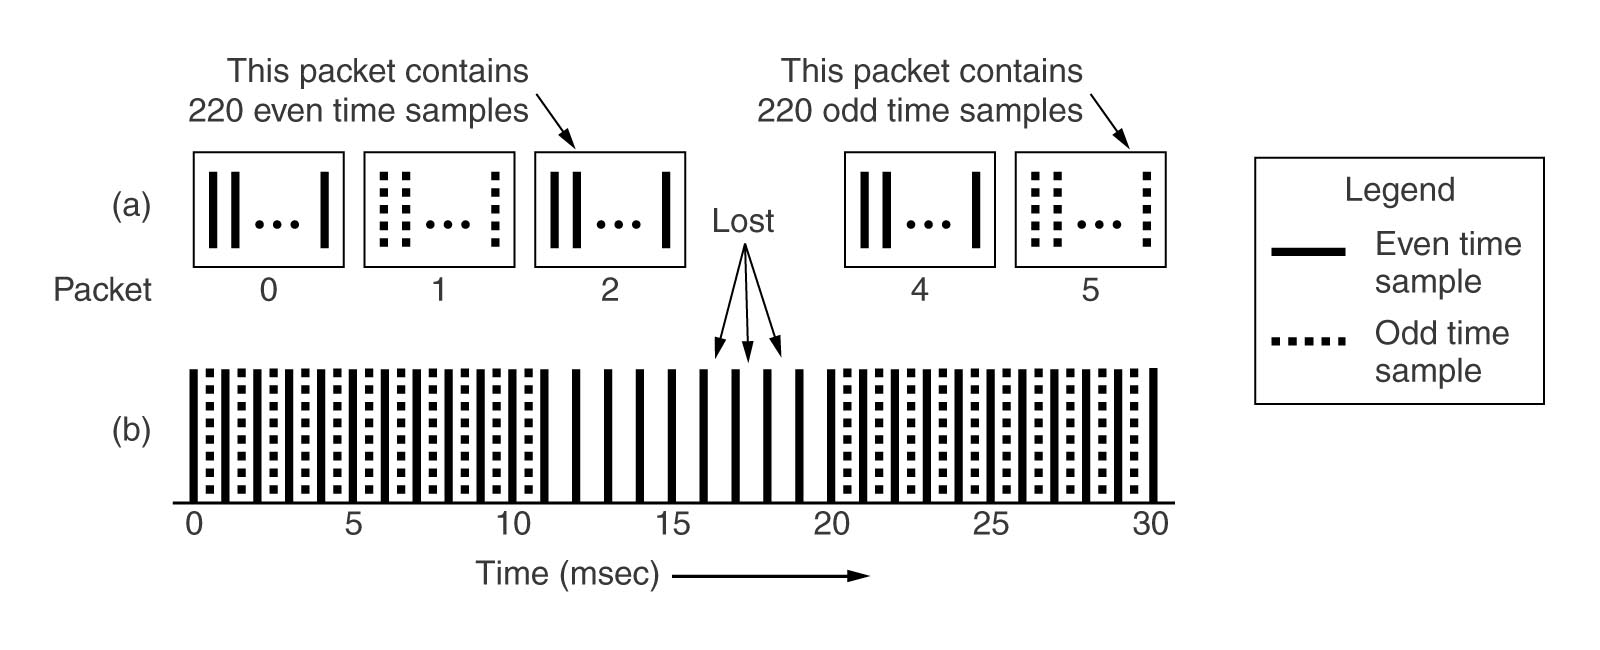 This packet contains
220 even time samples
This packet contains
220 odd time samples
(a)
Lost
Packet 0 1 2 4 5
Legend
Even time
sample
Odd time
sample
(b)
0 5 10 15 20 25 30
Time (msec)